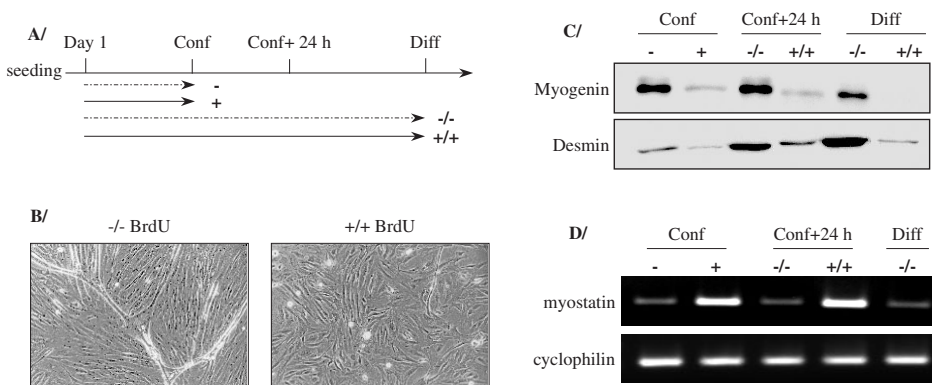 A/
Day 1 Conf Conf+ 24 h Diff
seeding
-
+
-/-
+/+
B/
-/- BrdU +/+ BrdU
C/
Conf Conf+24 h Diff
- + -/- +/+ -/- +/+
Myogenin
Desmin
D/
Conf Conf+24 h Diff
- + -/- +/+ -/-
myostatin
cyclophilin